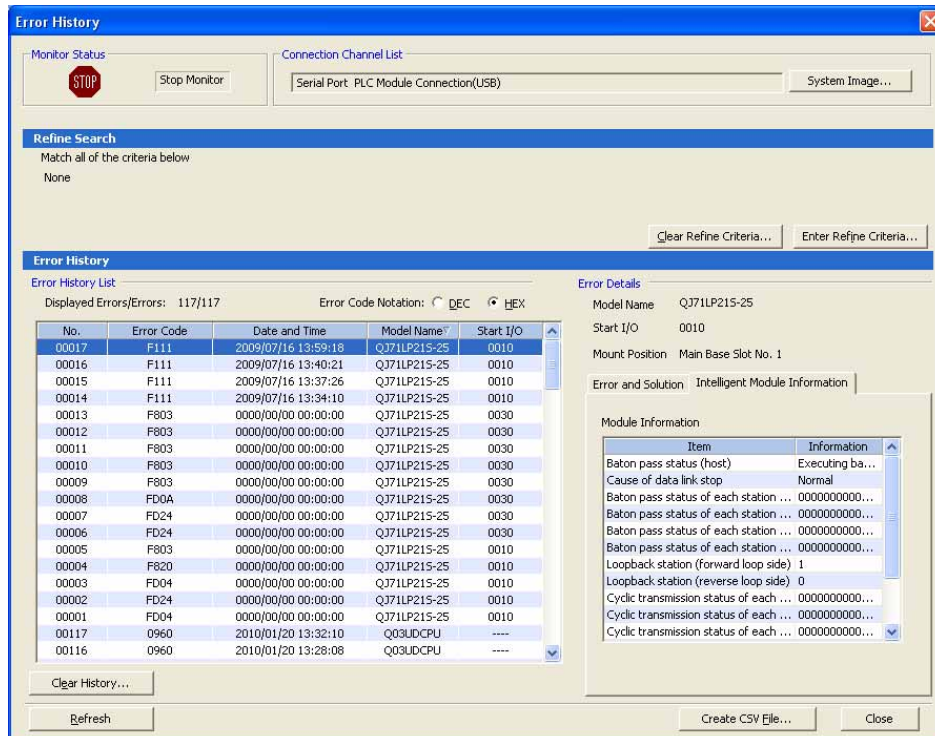 Error History
Monitor Status
STOP
Stop Monitor
Connection Channel List
Serial Port PLC Module Connection(USB)
System Image...
Refine Search
Match all of the criteria below
None
Clear Refine Criteria...
Enter Refine Criteria...
Error History
Error History List
Displayed Errors/Errors: 117/117
Error Code Notation: DEC HEX
No. Error Code Date and Time Model Name Start I/O
00017 F111 2009/07/16 13:59:18 QJ71LP21S-25 0010
00016 F111 2009/07/16 13:40:21 QJ71LP21S-25 0010
00015 F111 2009/07/16 13:37:26 QJ71LP21S-25 0010
00014 F111 2009/07/16 13:34:10 QJ71LP21S-25 0010
00013 F803 0000/00/00 00:00:00 QJ71LP21S-25 0030
00012 F803 0000/00/00 00:00:00 QJ71LP21S-25 0030
00011 F803 0000/00/00 00:00:00 QJ71LP21S-25 0030
00010 F803 0000/00/00 00:00:00 QJ71LP21S-25 0030
00009 F803 0000/00/00 00:00:00 QJ71LP21S-25 0030
00008 FD0A 0000/00/00 00:00:00 QJ71LP21S-25 0030
00007 FD24 0000/00/00 00:00:00 QJ71LP21S-25 0030
00006 FD24 0000/00/00 00:00:00 QJ71LP21S-25 0030
00005 F803 0000/00/00 00:00:00 QJ71LP21S-25 0010
00004 F820 0000/00/00 00:00:00 QJ71LP21S-25 0010
00003 FD04 0000/00/00 00:00:00 QJ71LP21S-25 0010
00002 FD24 0000/00/00 00:00:00 QJ71LP21S-25 0010
00001 FD04 0000/00/00 00:00:00 QJ71LP21S-25 0010
00117 0960 2010/01/20 13:32:10 Q03UDCPU ----
00116 0960 2010/01/20 13:28:08 Q03UDCPU ----
Clear History...
Error Details
Model Name QJ71LP21S-25
Start I/O 0010
Mount Position Main Base Slot No. 1
Error and Solution
Intelligent Module Information
Module Information
Item Information
Baton pass status (host) Executing ba...
Cause of data link stop Normal
Baton pass status of each station ... 0000000000...
Baton pass status of each station ... 0000000000...
Baton pass status of each station ... 0000000000...
Baton pass status of each station ... 0000000000...
Loopback station (forward loop side) 1
Loopback station (reverse loop side) 0
Cyclic transmission status of each ... 0000000000...
Cyclic transmission status of each ... 0000000000...
Cyclic transmission status of each ... 0000000000...
Refresh
Create CSV File...
Close